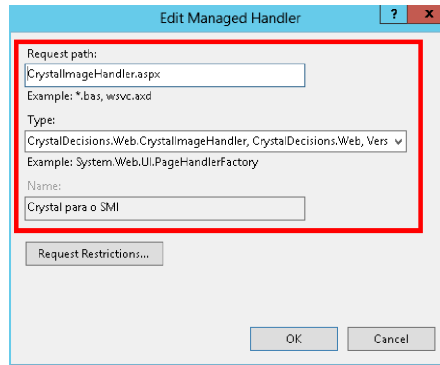 Edit Managed Handler
?
x
Request path:
CrystalImageHandler.aspx
Example: *.bas, wsvc.axd
Type:
CrystalDecisions.Web.CrystalImageHandler, CrystalDecisions.Web, Vers
Example: System.Web.UI.PageHandlerFactory
Name:
Crystal para o SMI
Request Restrictions...
OK
Cancel